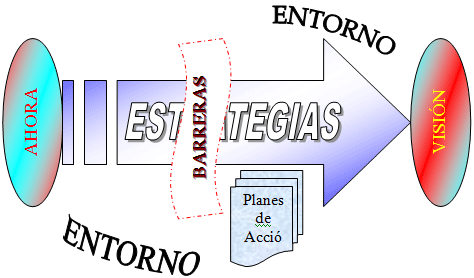 ENTORNO
AHORA
ESTRATEGIAS
BARRERAS
VISIÓN
Planes
de
Acció
ENTORNO